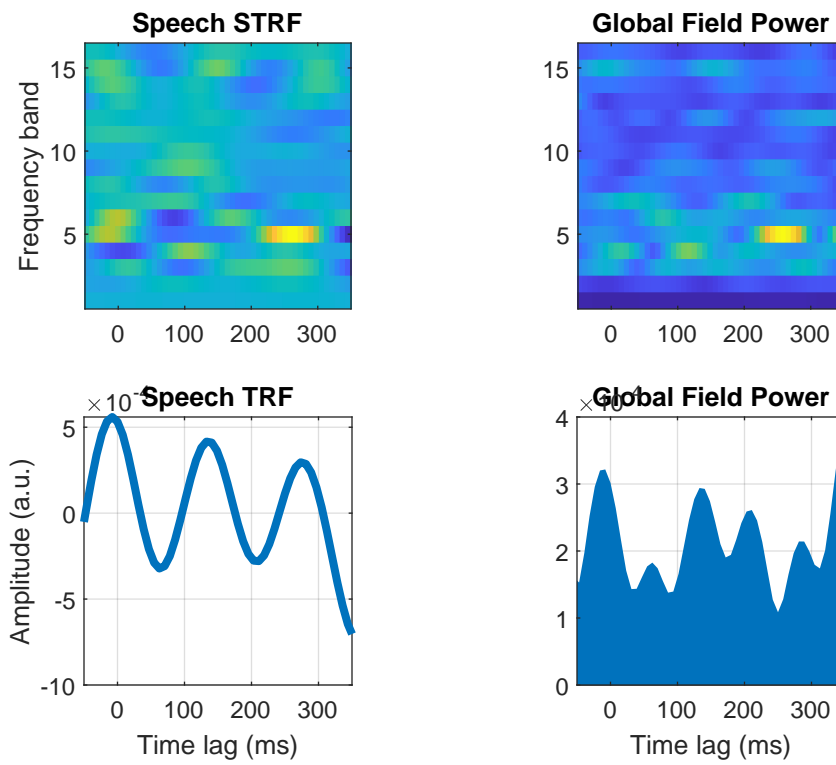 Speech STRF
Frequency band
15
10
5
0 100 200 300
Global Field Power
15
10
5
0 100 200 300
Speech TRF
× 10⁻⁴
Amplitude (a.u.)
5
0
-5
-10
0 100 200 300
Time lag (ms)
Global Field Power
4
3
2
1
0
0 100 200 300
Time lag (ms)